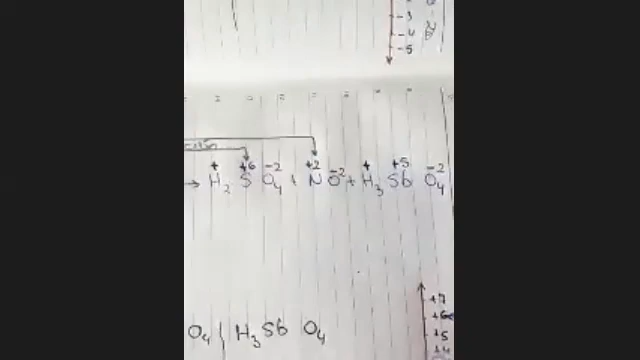 -3
-4
-5
+ +6 -2 +2 -2 + +5 -2
→ H₂ S O₄ + N O + H₃ Sb O₄
O₄ | H₃ Sb O₄
+7
+6
+5
+4